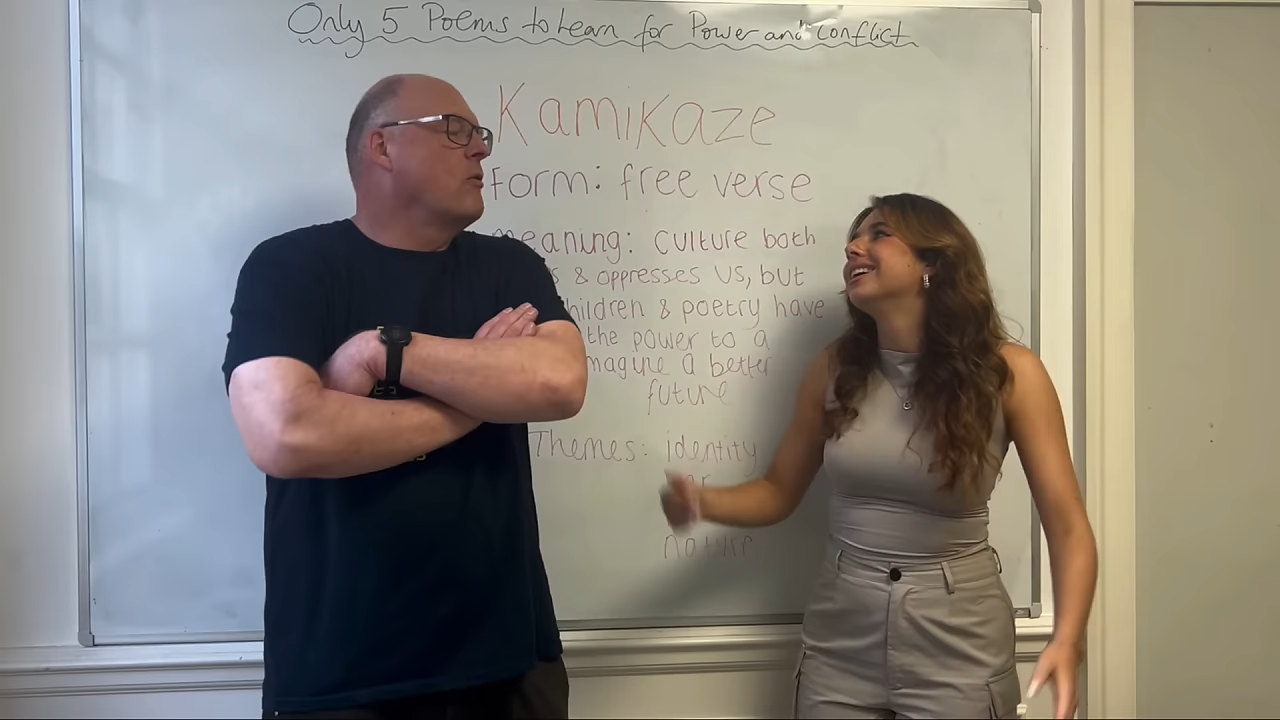 Only 5 Poems to Learn for Power and Conflict
Kamikaze
Form: free verse
meaning: culture both
& oppresses us, but
children & poetry have
the power to a
imagine a better
future
Themes: identity
nature